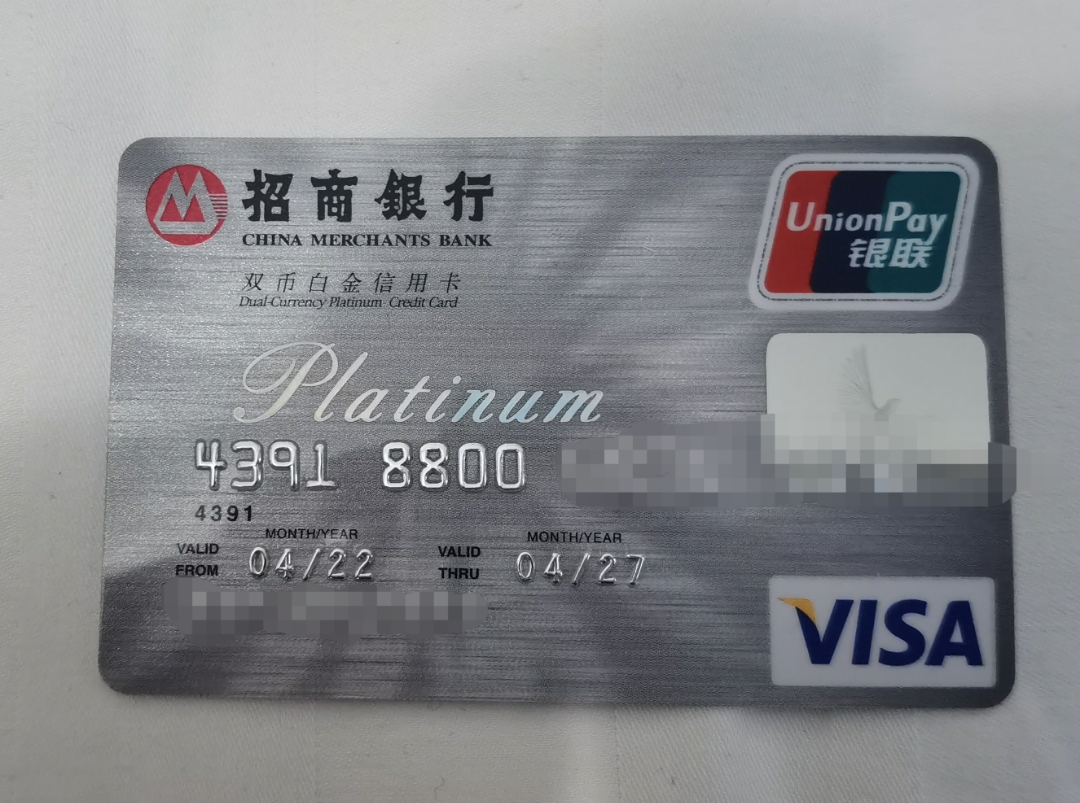 招商銀行
CHINA MERCHANTS BANK
UnionPay
银联
双币白金信用卡
Dual-Currency Platinum Credit Card
Platinum
4391 8800
4391
MONTH/YEAR
VALID FROM 04/22
MONTH/YEAR
VALID THRU 04/27
VISA